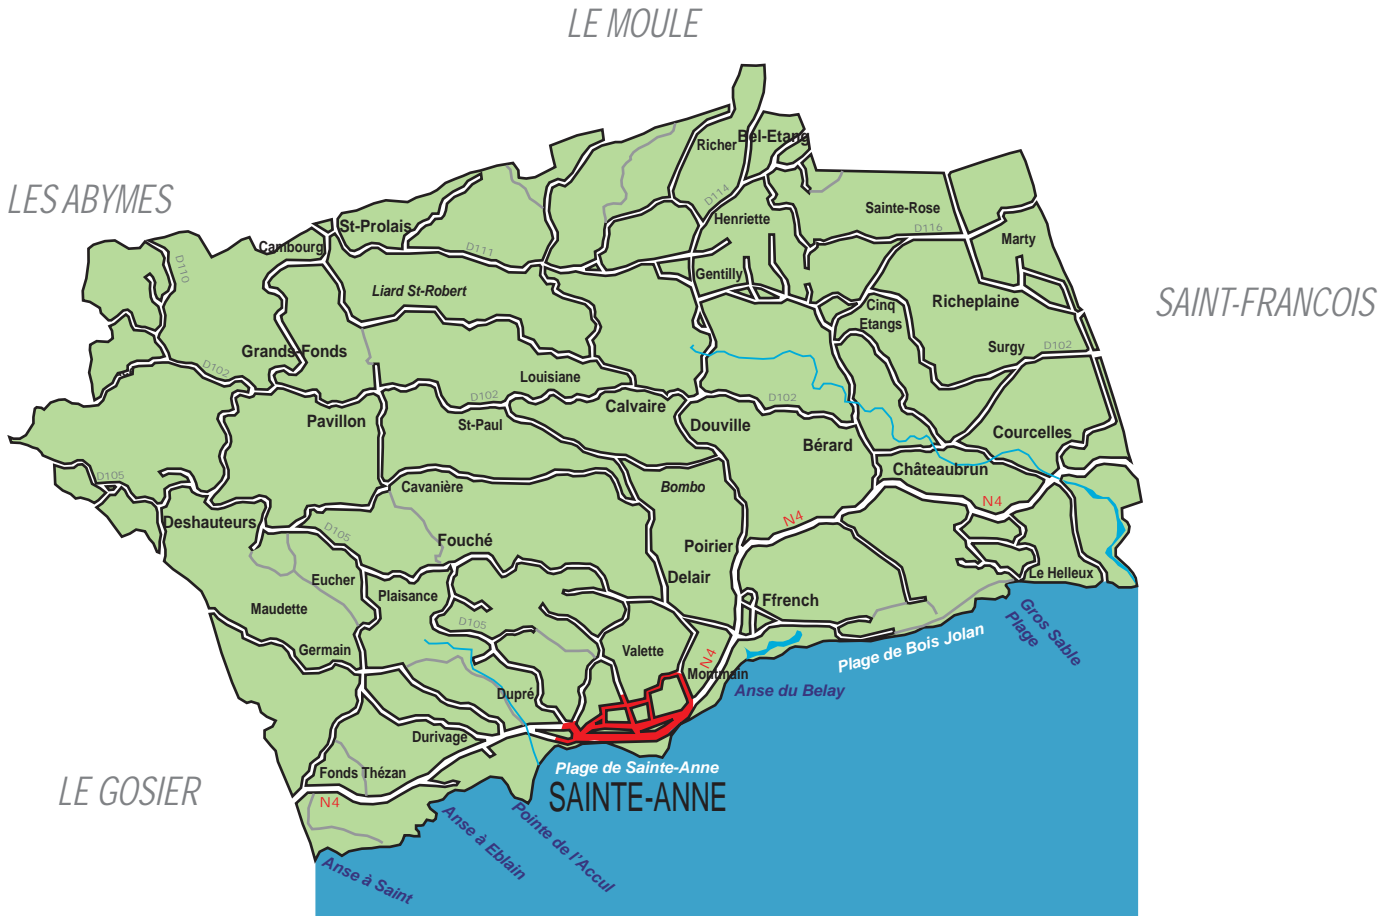 LE MOULE
LES ABYMES
SAINT-FRANCOIS
LE GOSIER
Richer
Bel-Etang
D114
Sainte-Rose
Henriette
D116
Marty
St-Prolais
Cambourg
D111
D110
Gentilly
Liard St-Robert
Cinq
Etangs
Richeplaine
Surgy
D102
Grands-Fonds
D102
Louisiane
D102
Calvaire
D102
Pavillon
St-Paul
Douville
Bérard
Courcelles
Châteaubrun
D105
Cavanière
Bombo
N4
N4
Deshauteurs
D105
Fouché
Poirier
Eucher
Plaisance
Delair
Le Helleux
Maudette
Ffrench
D105
Gros Sable
Plage
Germain
Valette
N4
Plage de Bois Jolan
Montmain
Dupré
Anse du Belay
Durivage
Fonds Thézan
Plage de Sainte-Anne
N4
SAINTE-ANNE
Anse à Eblain
Pointe de l'Accul
Anse à Saint